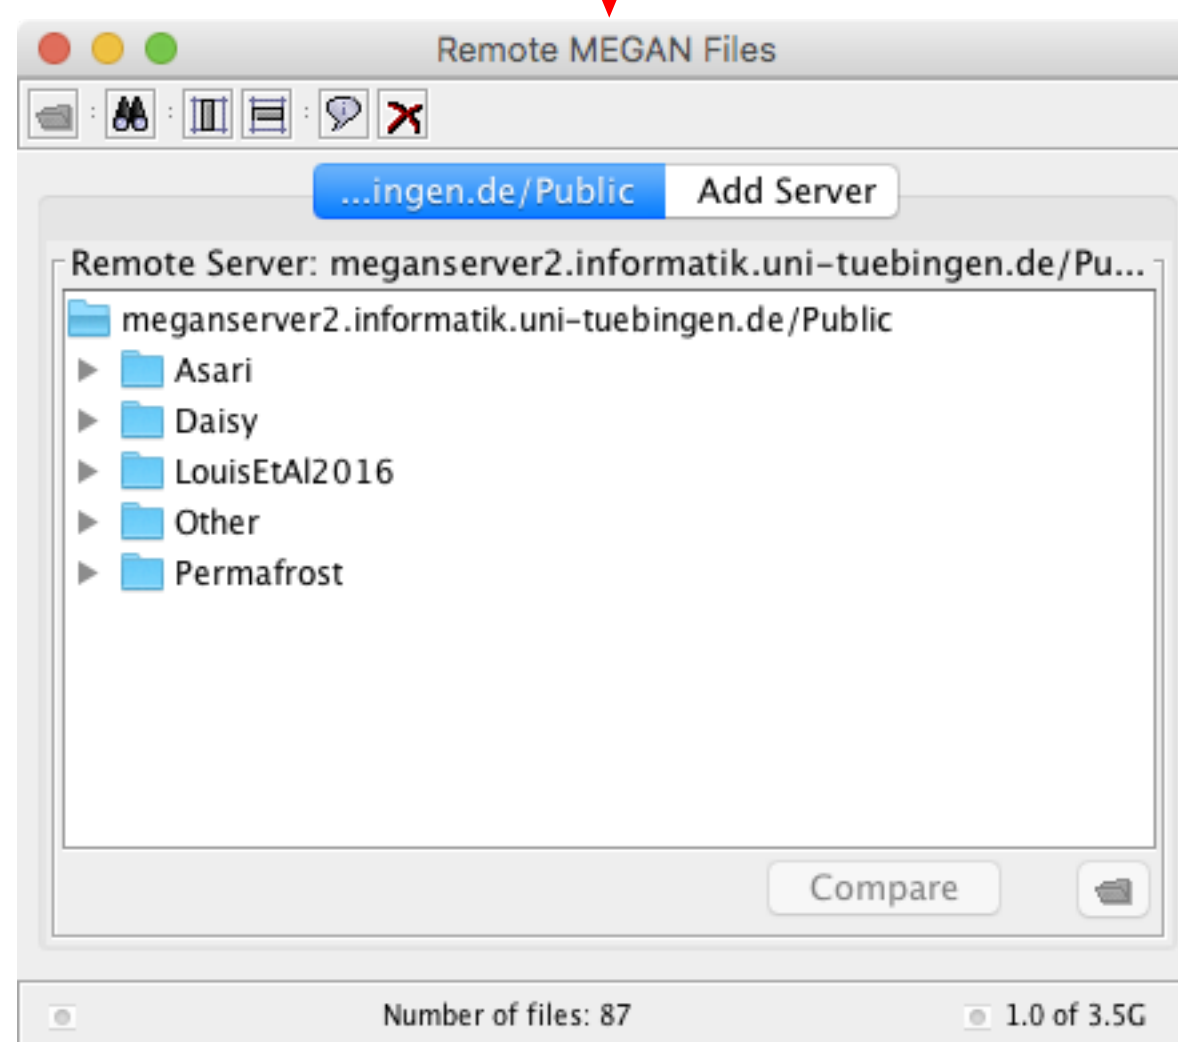 Remote MEGAN Files
...ingen.de/Public Add Server
Remote Server: meganserver2.informatik.uni-tuebingen.de/Pu...
meganserver2.informatik.uni-tuebingen.de/Public
Asari
Daisy
LouisEtAl2016
Other
Permafrost
Compare
Number of files: 87 1.0 of 3.5G